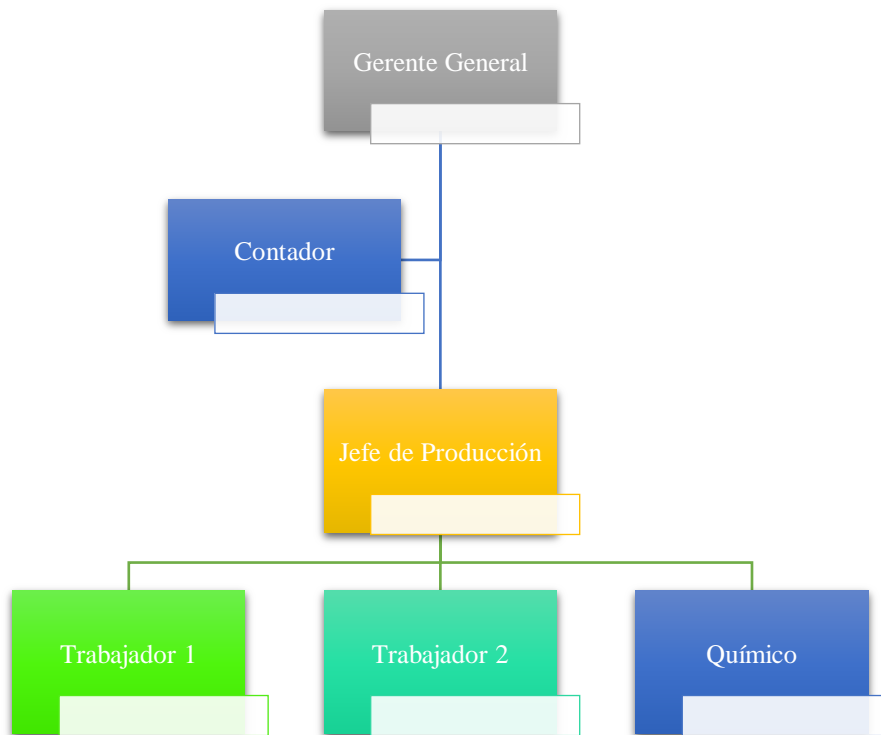 Gerente General
Contador
Jefe de Producción
Trabajador 1
Trabajador 2
Químico